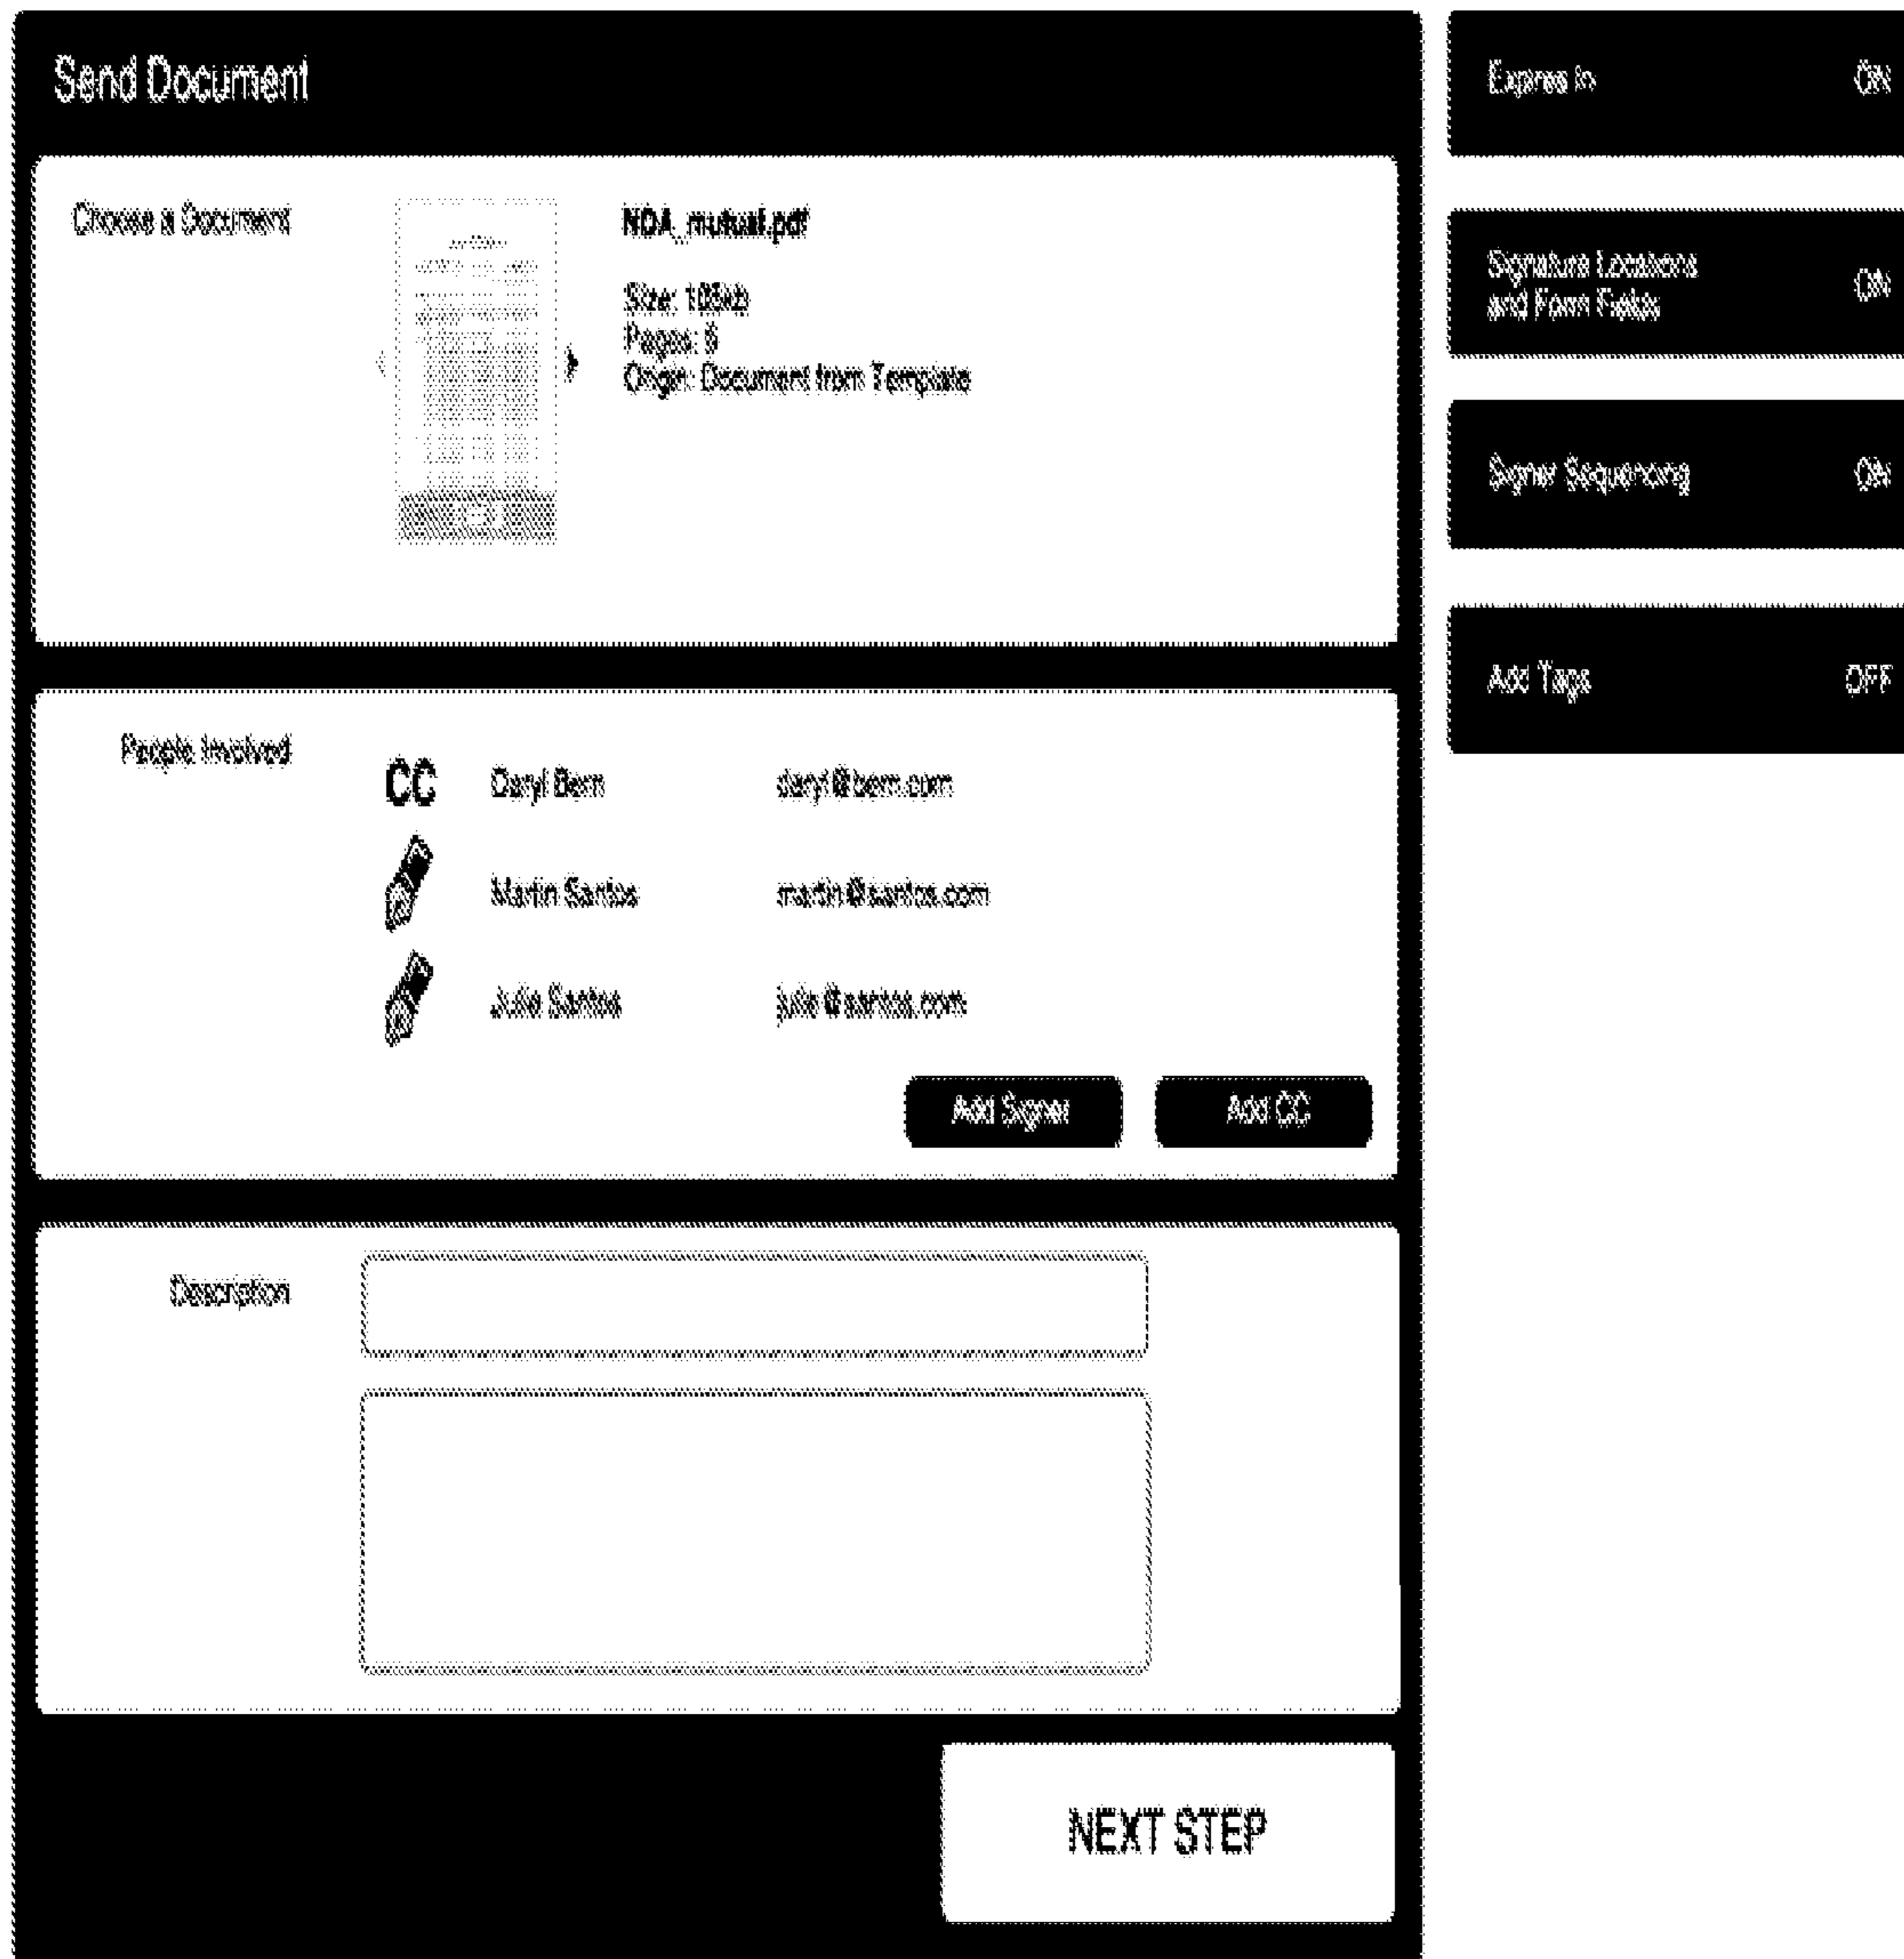 Send Document
Choose a Document
NDA_mutual.pdf
Size:
Pages:
Origin: Document from Template
People Involved
CC Daryl Bern daryl@bern.com
Martin Santos martin@santos.com
Julie Santos julie@santos.com
Add Signer Add CC
Description
NEXT STEP
Expires In ON
Signature Locations
and Form Fields ON
Signer Sequencing ON
Add Tags OFF